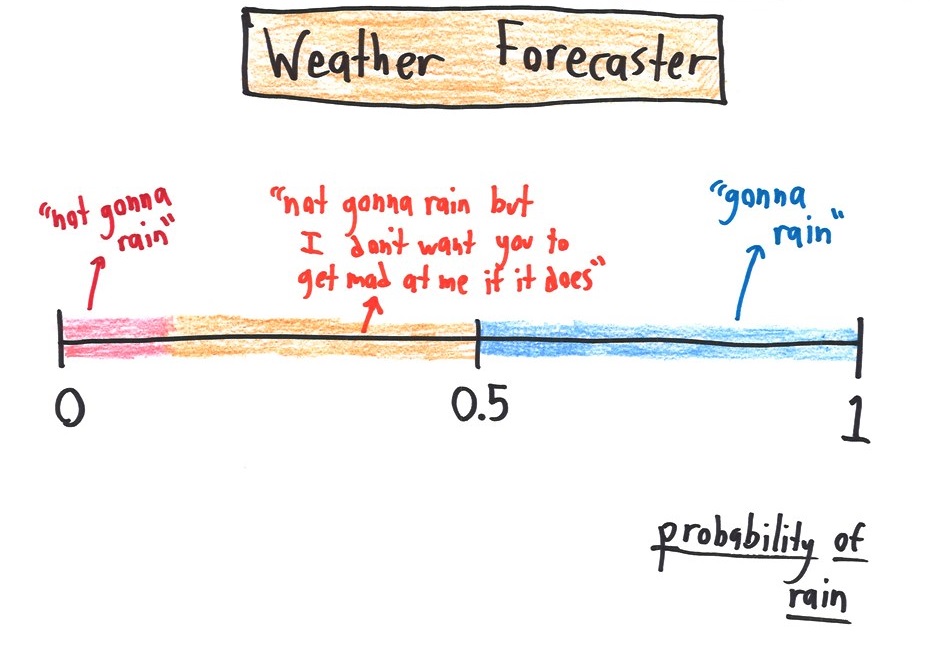 Weather Forecaster
"not gonna
rain"
"not gonna rain but
I don't want you to
get mad at me if it does"
"gonna
rain"
0
0.5
1
probability of
rain